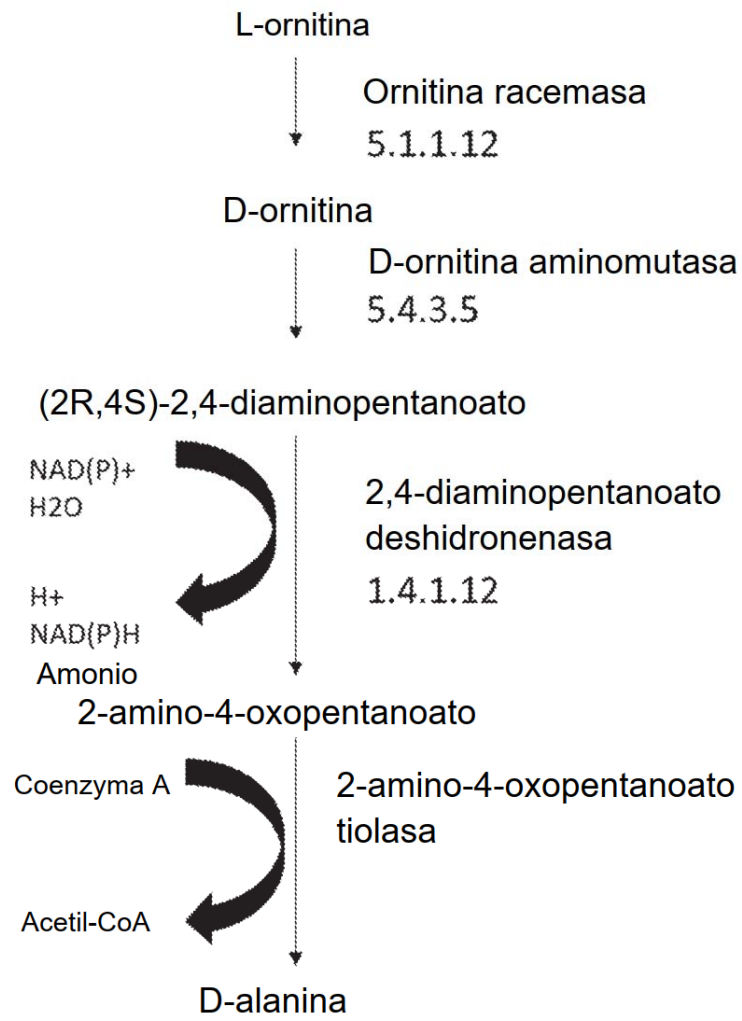 L-ornitina
Ornitina racemasa
5.1.1.12
D-ornitina
D-ornitina aminomutasa
5.4.3.5
(2R,4S)-2,4-diaminopentanoato
NAD(P)+
H2O
2,4-diaminopentanoato
deshidronenasa
1.4.1.12
H+
NAD(P)H
Amonio
2-amino-4-oxopentanoato
Coenzyma A
2-amino-4-oxopentanoato
tiolasa
Acetil-CoA
D-alanina